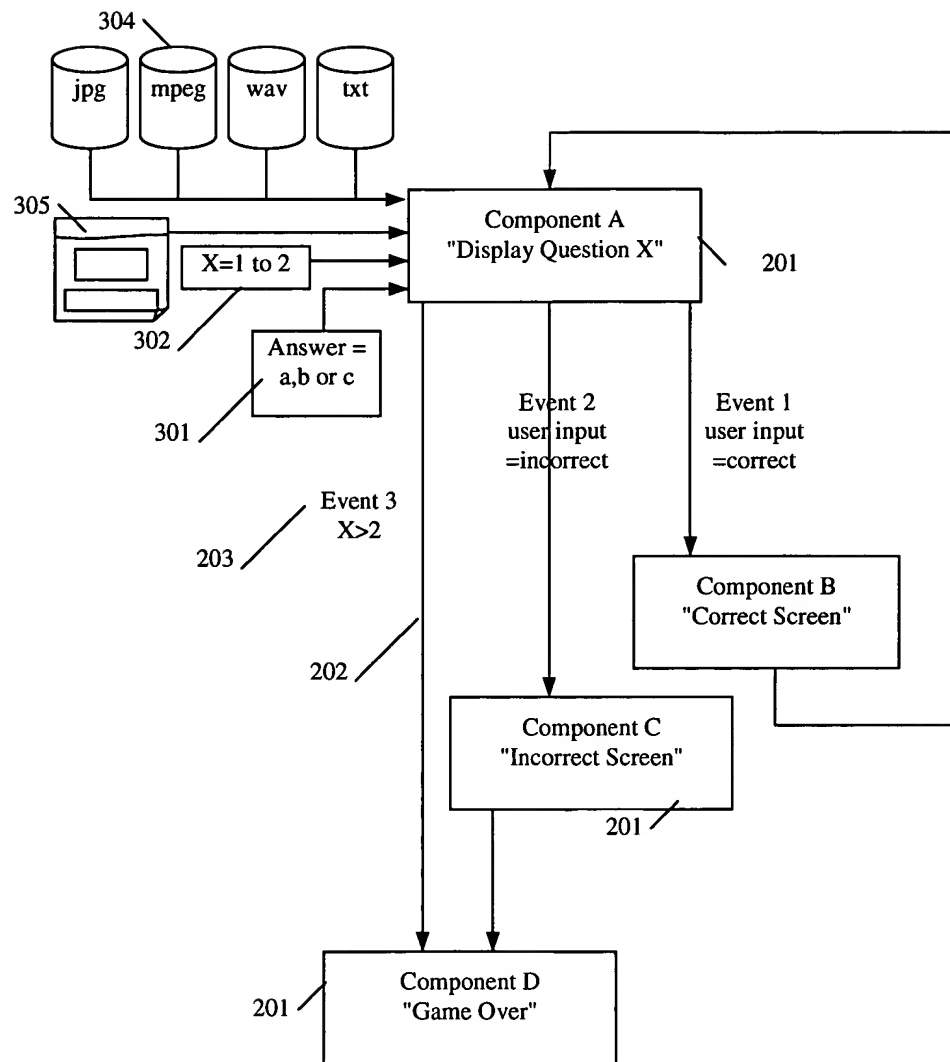 304
jpg
mpeg
wav
txt
305
Component A
"Display Question X"
201
X=1 to 2
302
Answer =
a,b or c
301
Event 2
user input
=incorrect
Event 1
user input
=correct
Event 3
X>2
203
Component B
"Correct Screen"
202
Component C
"Incorrect Screen"
201
Component D
"Game Over"
201